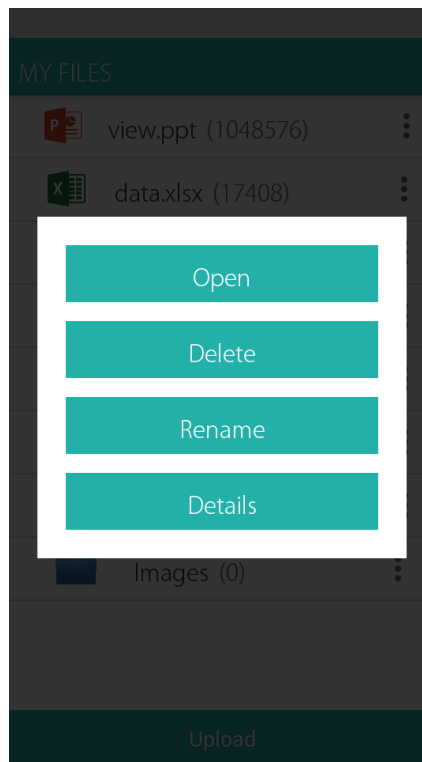 MY FILES
P view.ppt (1048576)
X data.xlsx (17408)
Open
Delete
Rename
Details
Images (0)
Upload